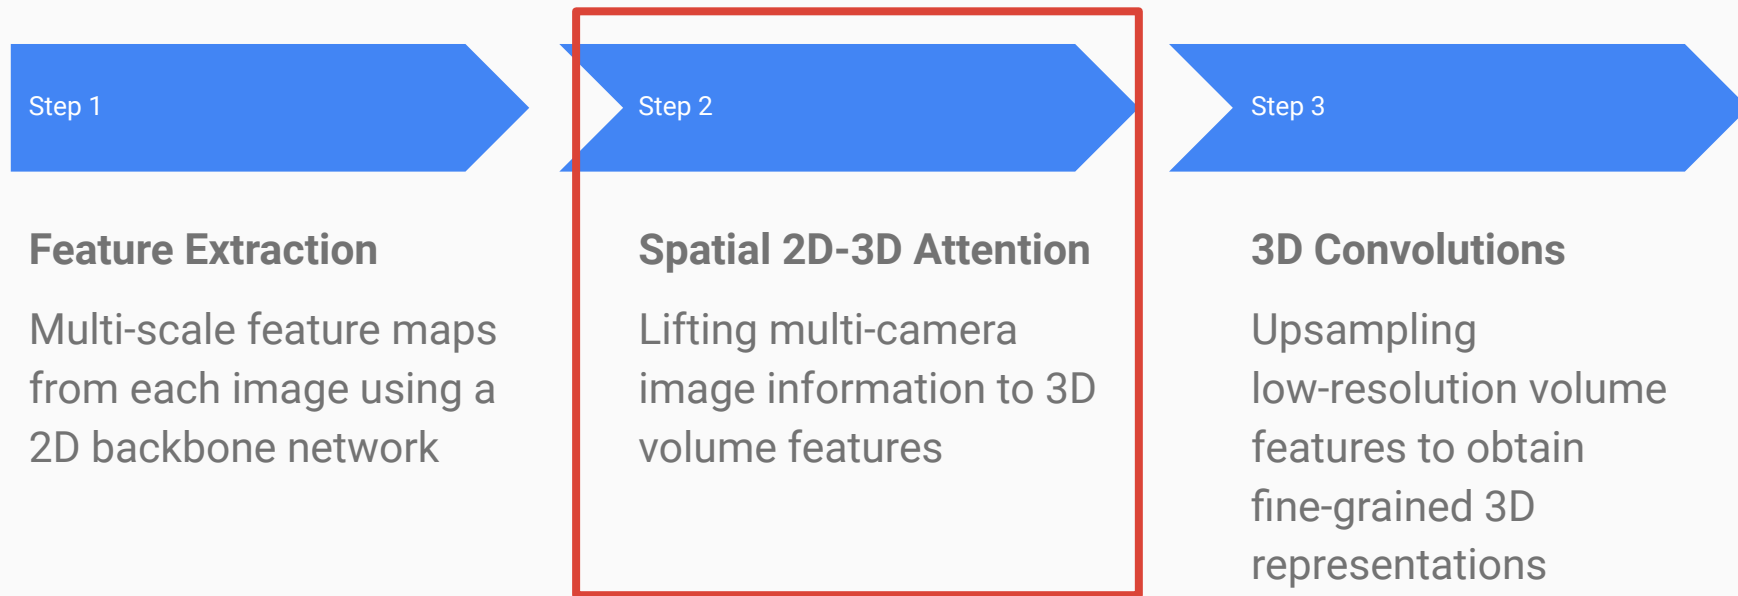 Step 1
Feature Extraction
Multi-scale feature maps
from each image using a
2D backbone network
Step 2
Spatial 2D-3D Attention
Lifting multi-camera
image information to 3D
volume features
Step 3
3D Convolutions
Upsampling
low-resolution volume
features to obtain
fine-grained 3D
representations